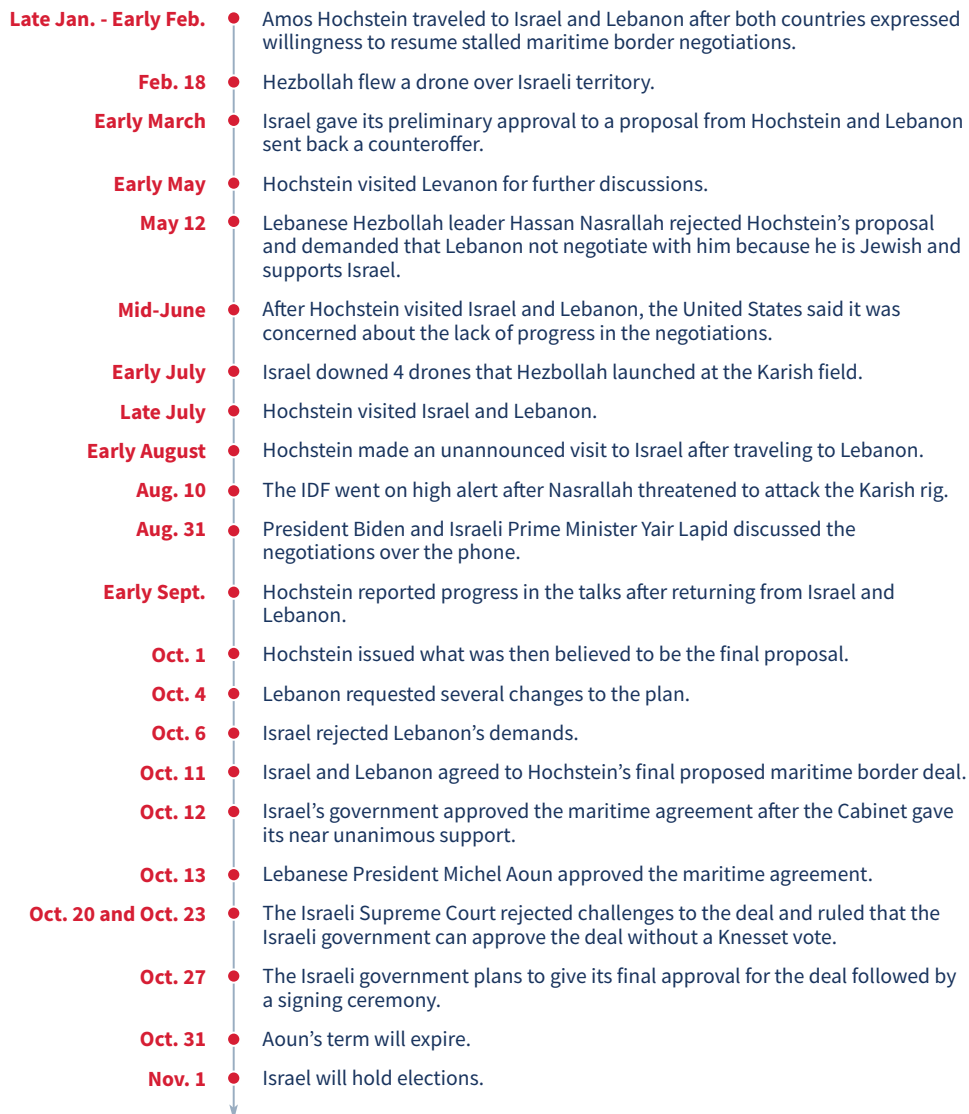 Late Jan. - Early Feb.
Amos Hochstein traveled to Israel and Lebanon after both countries expressed
willingness to resume stalled maritime border negotiations.
Feb. 18
Hezbollah flew a drone over Israeli territory.
Early March
Israel gave its preliminary approval to a proposal from Hochstein and Lebanon
sent back a counteroffer.
Early May
Hochstein visited Levanon for further discussions.
May 12
Lebanese Hezbollah leader Hassan Nasrallah rejected Hochstein’s proposal
and demanded that Lebanon not negotiate with him because he is Jewish and
supports Israel.
Mid-June
After Hochstein visited Israel and Lebanon, the United States said it was
concerned about the lack of progress in the negotiations.
Early July
Israel downed 4 drones that Hezbollah launched at the Karish field.
Late July
Hochstein visited Israel and Lebanon.
Early August
Hochstein made an unannounced visit to Israel after traveling to Lebanon.
Aug. 10
The IDF went on high alert after Nasrallah threatened to attack the Karish rig.
Aug. 31
President Biden and Israeli Prime Minister Yair Lapid discussed the
negotiations over the phone.
Early Sept.
Hochstein reported progress in the talks after returning from Israel and
Lebanon.
Oct. 1
Hochstein issued what was then believed to be the final proposal.
Oct. 4
Lebanon requested several changes to the plan.
Oct. 6
Israel rejected Lebanon’s demands.
Oct. 11
Israel and Lebanon agreed to Hochstein’s final proposed maritime border deal.
Oct. 12
Israel’s government approved the maritime agreement after the Cabinet gave
its near unanimous support.
Oct. 13
Lebanese President Michel Aoun approved the maritime agreement.
Oct. 20 and Oct. 23
The Israeli Supreme Court rejected challenges to the deal and ruled that the
Israeli government can approve the deal without a Knesset vote.
Oct. 27
The Israeli government plans to give its final approval for the deal followed by
a signing ceremony.
Oct. 31
Aoun’s term will expire.
Nov. 1
Israel will hold elections.